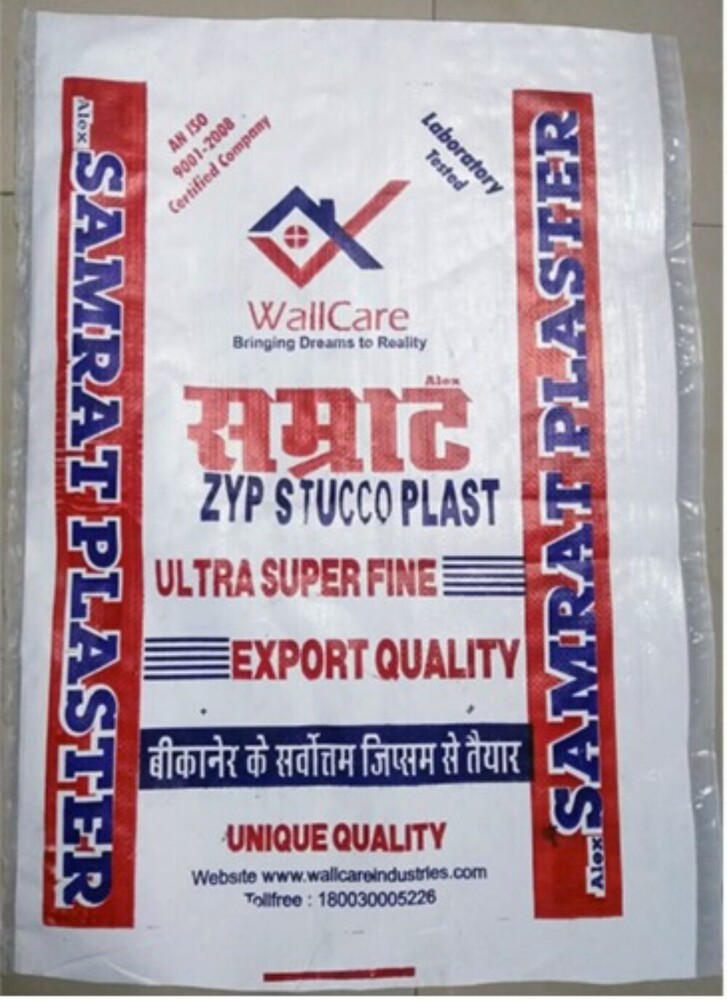 Alex SAMRAT PLASTER
AN ISO
9001-2008
Certified Company
Laboratory
Tested
WallCare
Bringing Dreams to Reality
Alex
सम्राट
ZYP STUCCO PLAST
ULTRA SUPER FINE
EXPORT QUALITY
बीकानेर के सर्वोत्तम जिप्सम से तैयार
UNIQUE QUALITY
Website www.wallcareindustries.com
Tollfree : 180030005226
Alex SAMRAT PLASTER